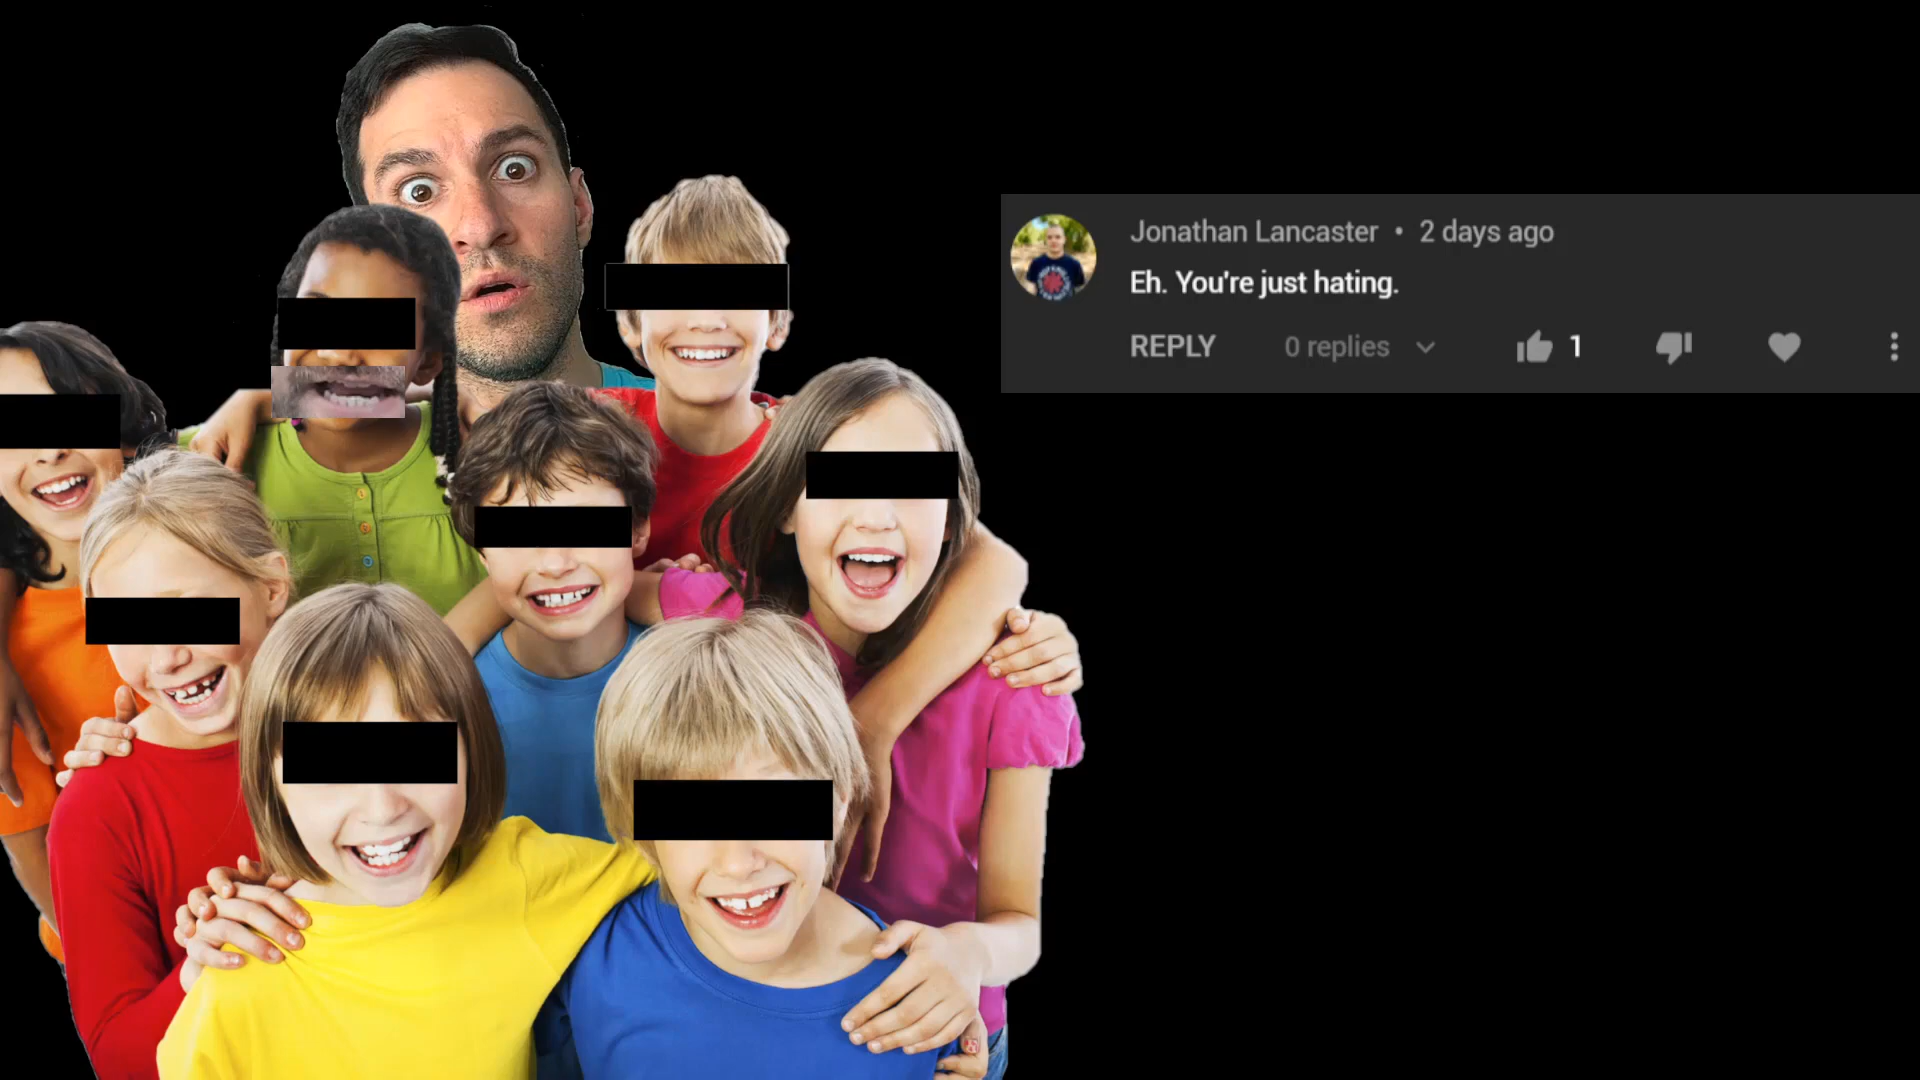 Jonathan Lancaster • 2 days ago
Eh. You're just hating.
REPLY 0 replies 1